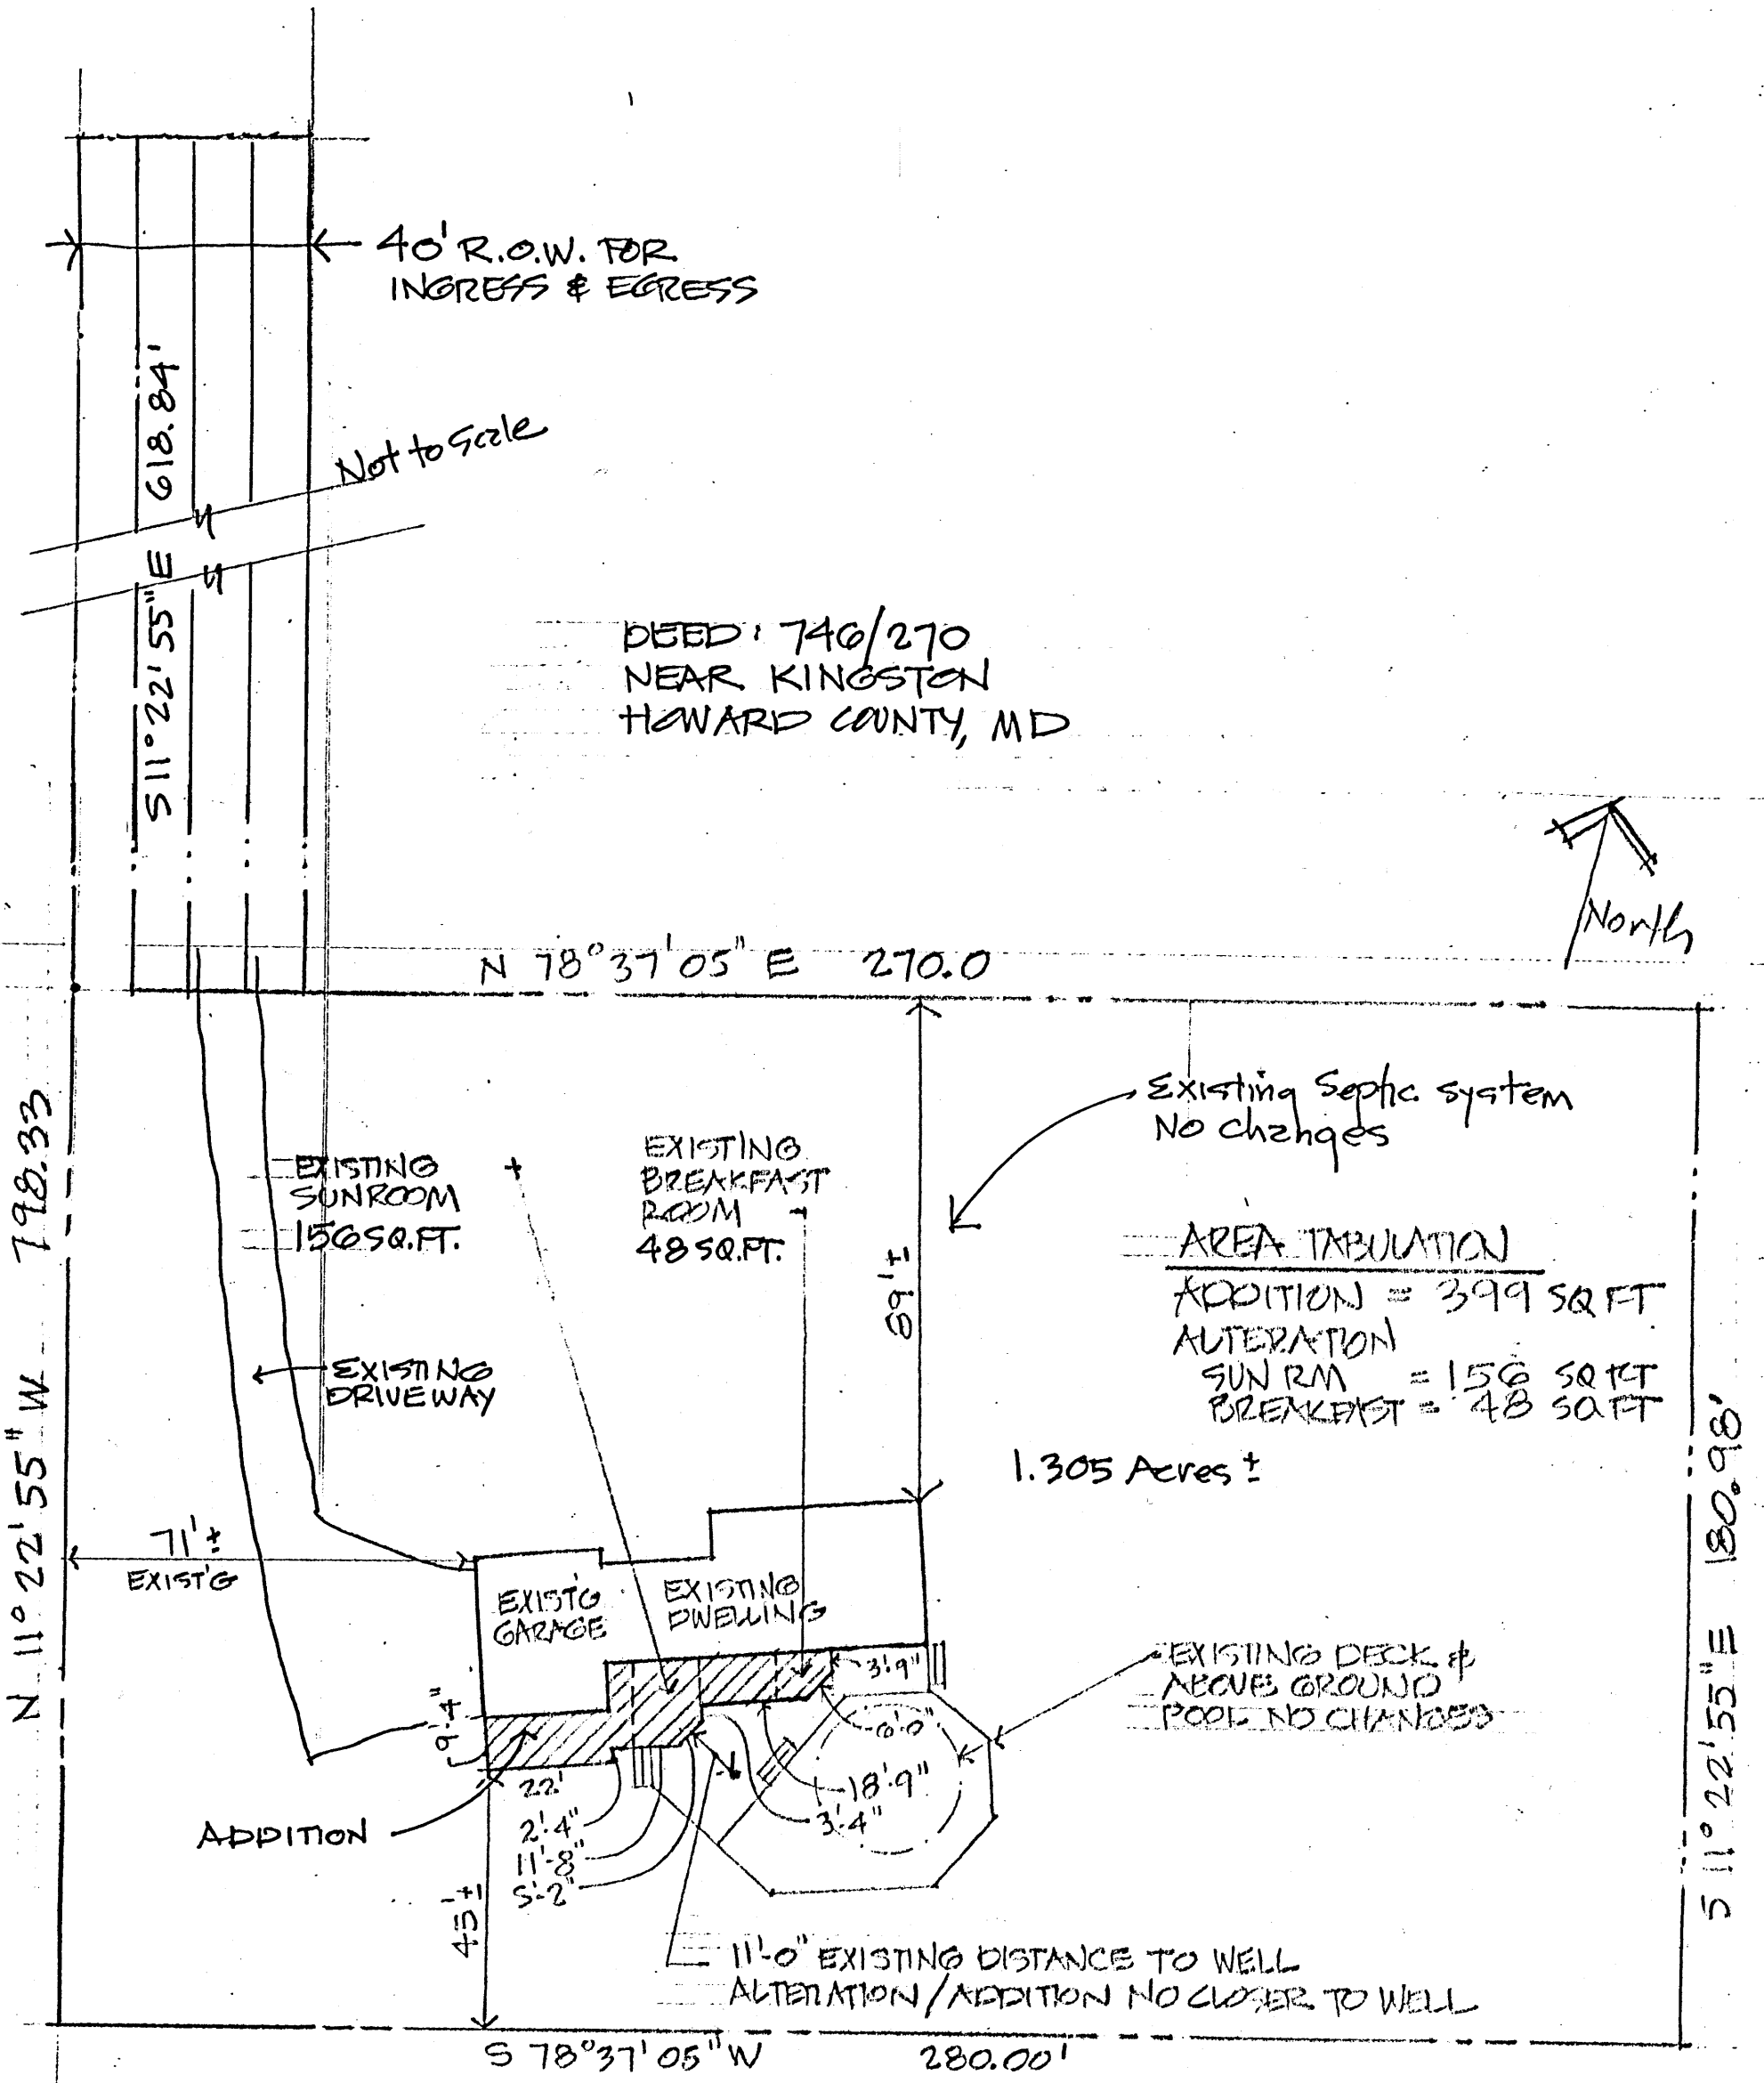 40' R.O.W. FOR
INGRESS & EGRESS
S 11° 22' 55" E 618.84'
Not to Scale
DEED: 746/270
NEAR KINGSTON
HOWARD COUNTY, MD
North
N 78° 37' 05" E 270.0
N 11° 22' 55" W 798.33
Existing Septic System
No Changes
EXISTING
SUNROOM
156 SQ.FT.
EXISTING
BREAKFAST
ROOM
48 SQ.FT.
89'±
AREA TABULATION
ADDITION = 399 SQ FT
ALTERATION
SUN RM = 156 SQ FT
BREAKFAST = 48 SQ FT
EXISTING
DRIVEWAY
1.305 Acres ±
S 11° 22' 55" E 180.98'
71'±
EXIST'G
EXIST'G
GARAGE
EXISTING
DWELLING
3'9"
EXISTING DECK &
ABOVE GROUND
POOL NO CHANGES
9'-4"
6'-0"
22'
18'-9"
3'-4"
2'-4"
11'-8"
5'-2"
ADDITION
45'±
11'-0" EXISTING DISTANCE TO WELL
ALTERATION/ADDITION NO CLOSER TO WELL
S 78° 37' 05" W 280.00'